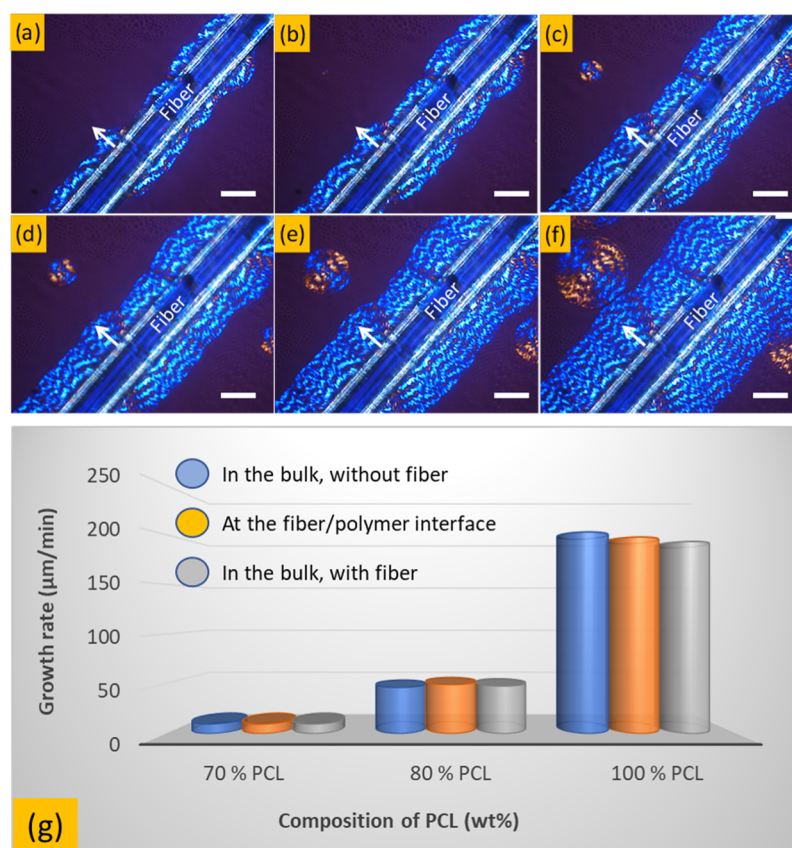 (a)
Fiber
(b)
Fiber
(c)
Fiber
(d)
Fiber
(e)
Fiber
(f)
Fiber
250
200
150
100
50
0
Growth rate (µm/min)
In the bulk, without fiber
At the fiber/polymer interface
In the bulk, with fiber
70 % PCL
80 % PCL
100 % PCL
Composition of PCL (wt%)
(g)